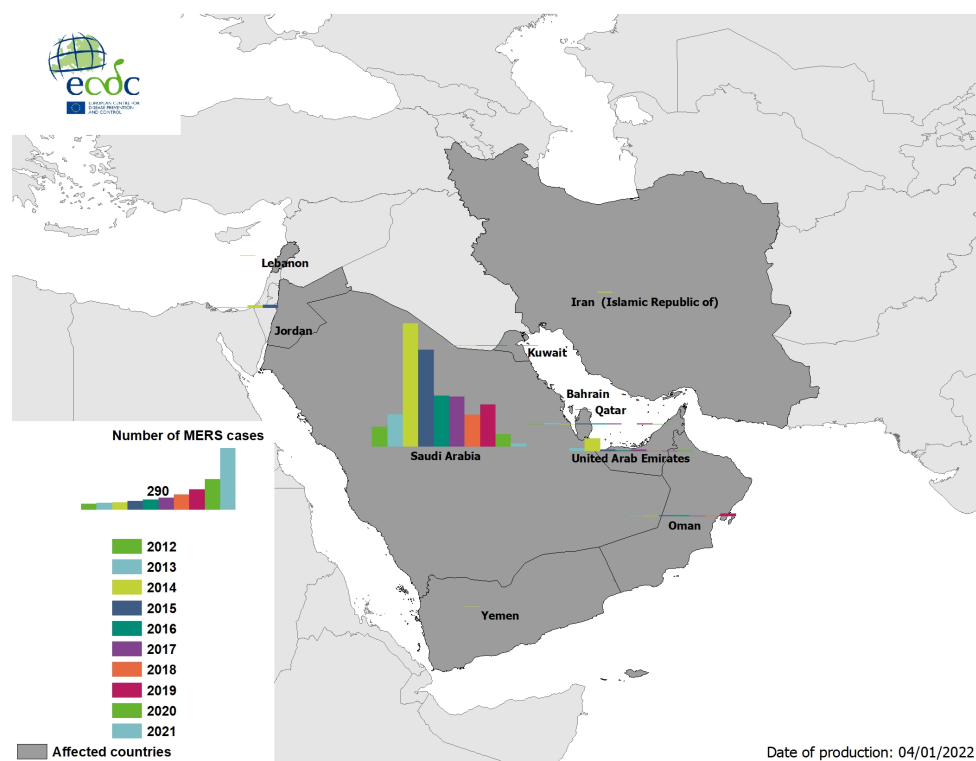 ecdc
EUROPEAN CENTRE FOR
DISEASE PREVENTION
AND CONTROL
Lebanon
Iran (Islamic Republic of)
Jordan
Kuwait
Bahrain
Qatar
Saudi Arabia
United Arab Emirates
Oman
Yemen
Number of MERS cases
290
2012
2013
2014
2015
2016
2017
2018
2019
2020
2021
Affected countries
Date of production: 04/01/2022